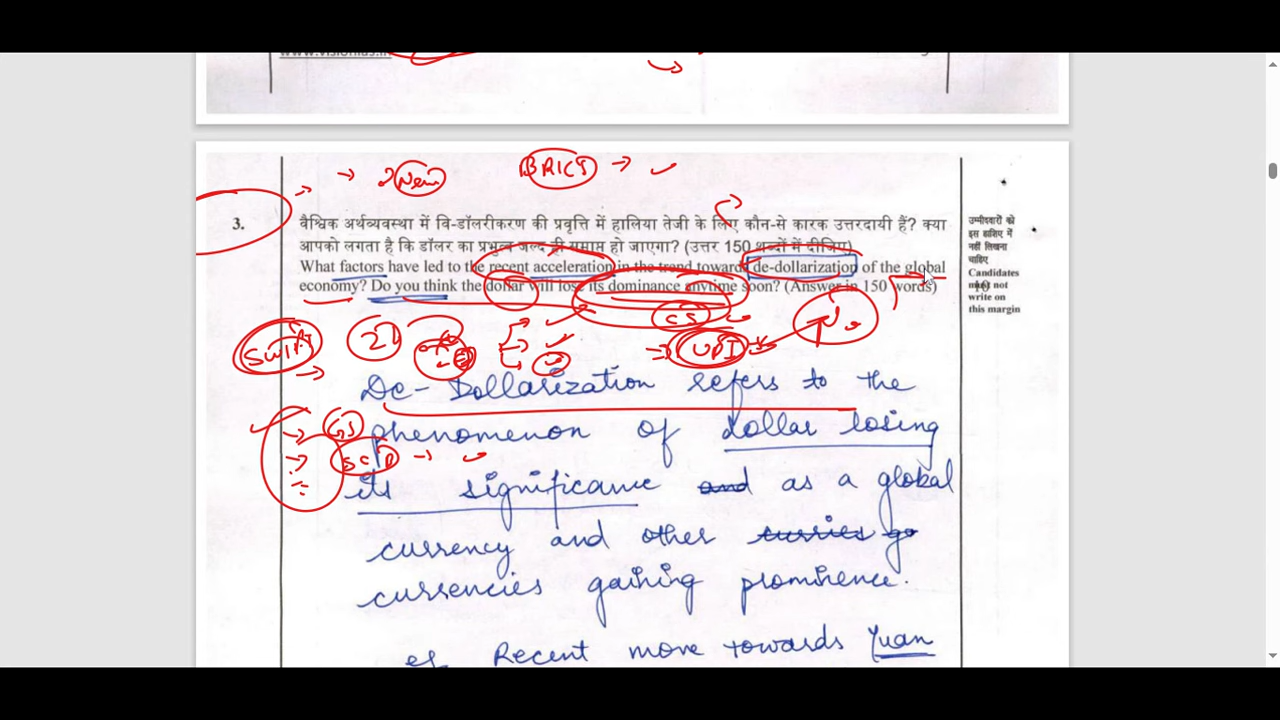 BRICS
New
3.
वैश्विक अर्थव्यवस्था में वि-डॉलरीकरण की प्रवृत्ति में हालिया तेजी के लिए कौन-से कारक उत्तरदायी हैं? क्या
आपको लगता है कि डॉलर का प्रभुत्व जल्द ही समाप्त हो जाएगा? (उत्तर 150 शब्दों में दीजिए)
What factors have led to the recent acceleration in the trend towards de-dollarization of the global
economy? Do you think the dollar will lose its dominance anytime soon? (Answer in 150 words)
उम्मीदवारों को
इस हाशिए में
नहीं लिखना
चाहिए
Candidates
must not
write on
this margin
UPI
De-Dollarization refers to the
phenomenon of dollar losing
its significance and as a global
currency and other curries go
currencies gaining prominence.
eg Recent move towards Yuan